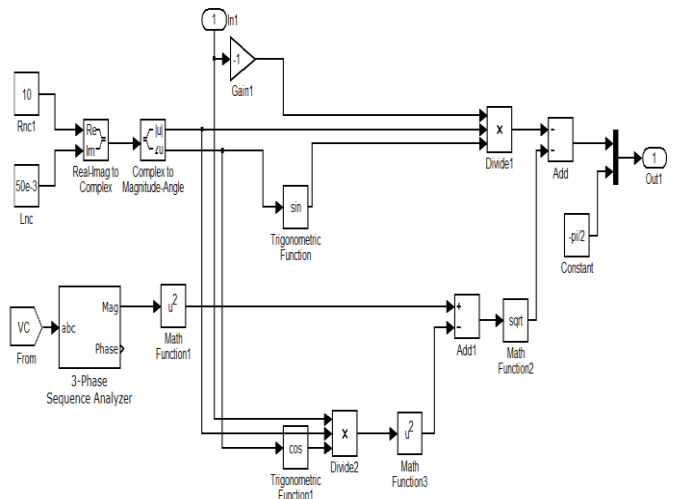 1
In1
-1
Gain1
10
Rnc1
Re
Im
Real-Imag to
Complex
|u|
∠u
Complex to
Magnitude-Angle
50e-3
Lnc
sin
Trigonometric
Function
x
Divide1
-
-
Add
1
Out1
-pi/2
Constant
VC
From
abc
Mag
Phase
3-Phase
Sequence Analyzer
u²
Math
Function1
+
-
Add1
sqrt
Math
Function2
cos
Trigonometric
Function1
x
Divide2
u²
Math
Function3